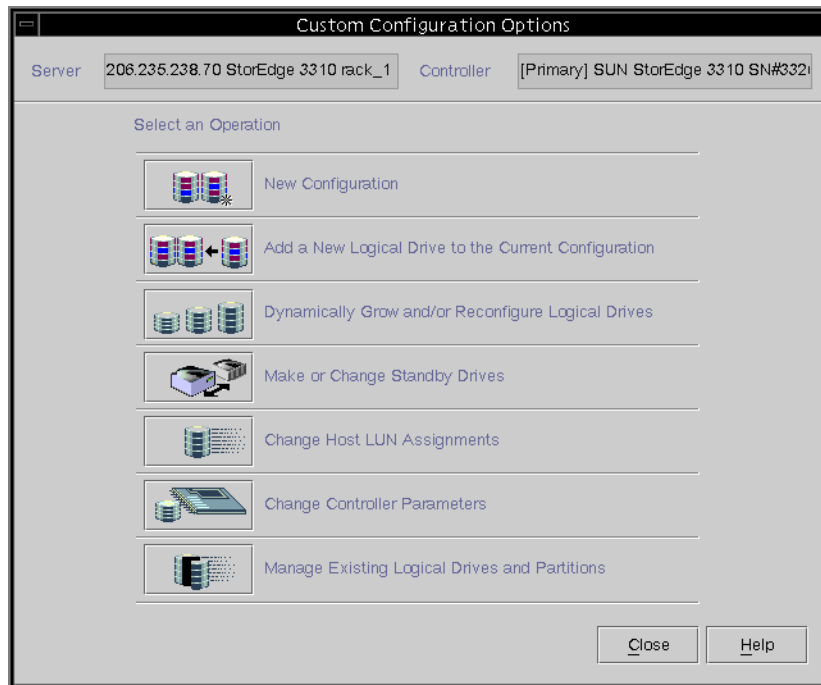 Custom Configuration Options
Server 206.235.238.70 StorEdge 3310 rack_1 Controller [Primary] SUN StorEdge 3310
Select an Operation
New Configuration
Add a New Logical Drive to the Current Configuration
Dynamically Grow and/or Reconfigure Logical Drives
Make or Change Standby Drives
Change Host LUN Assignments
Change Controller Parameters
Manage Existing Logical Drives and Partitions
Close Help